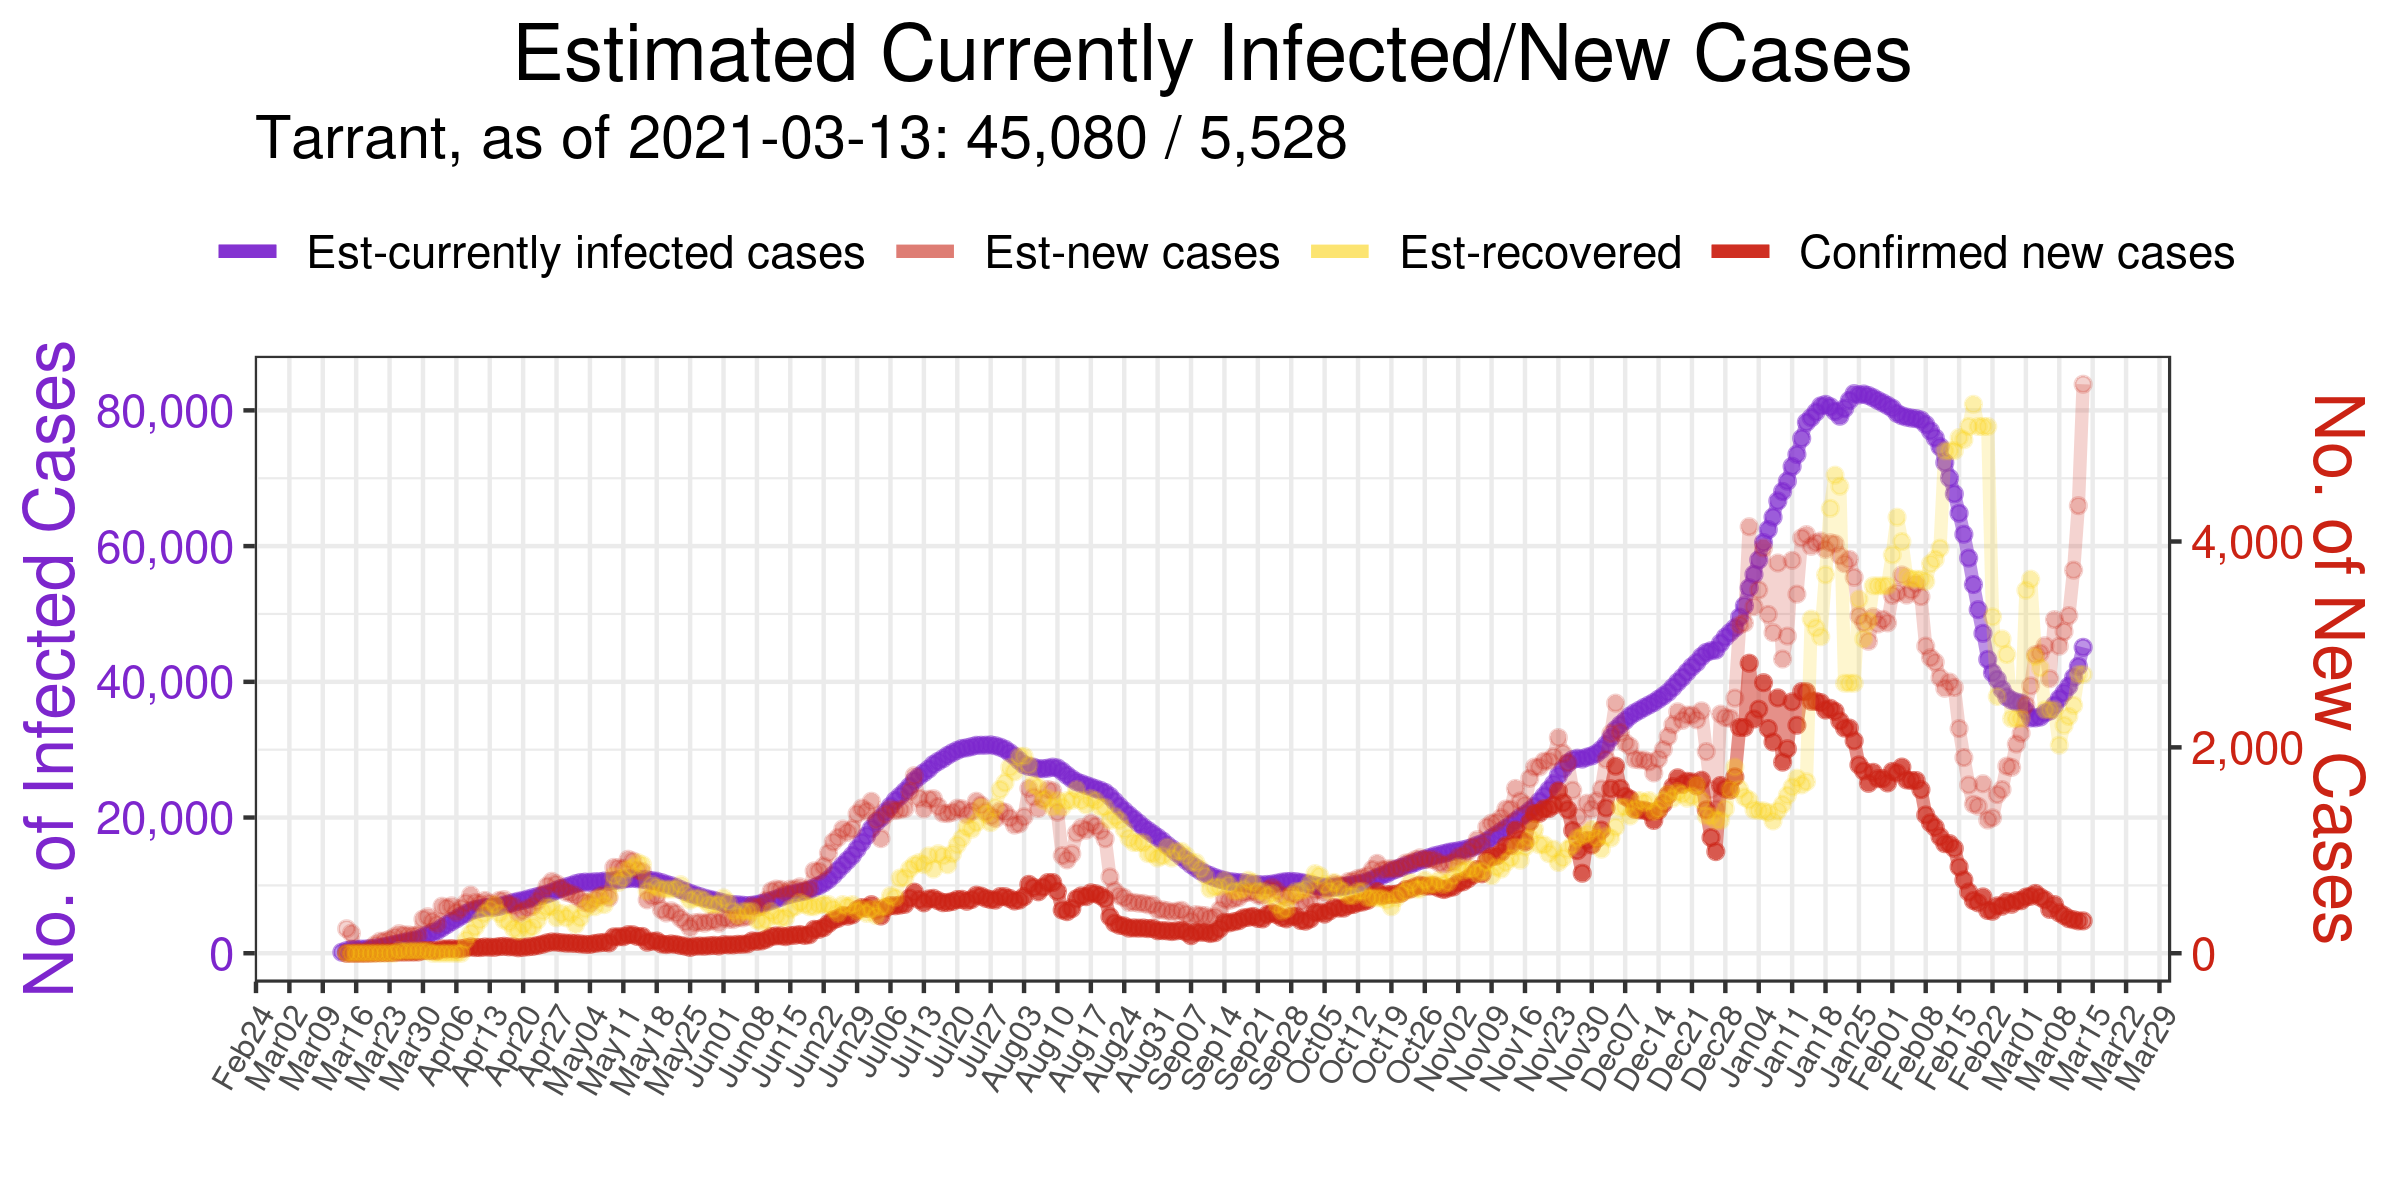 Estimated Currently Infected/New Cases
Tarrant, as of 2021-03-13: 45,080 / 5,528
Est-currently infected cases
Est-new cases
Est-recovered
Confirmed new cases
No. of Infected Cases
80,000
60,000
40,000
20,000
0
4,000
2,000
0
No. of New Cases
Feb24
Mar02
Mar09
Mar16
Mar23
Mar30
Apr06
Apr13
Apr20
Apr27
May04
May11
May18
May25
Jun01
Jun08
Jun15
Jun22
Jun29
Jul06
Jul13
Jul20
Jul27
Aug03
Aug10
Aug17
Aug24
Aug31
Sep07
Sep14
Sep21
Sep28
Oct05
Oct12
Oct19
Oct26
Nov02
Nov09
Nov16
Nov23
Nov30
Dec07
Dec14
Dec21
Dec28
Jan04
Jan11
Jan18
Jan25
Feb01
Feb08
Feb15
Feb22
Mar01
Mar08
Mar15
Mar22
Mar29